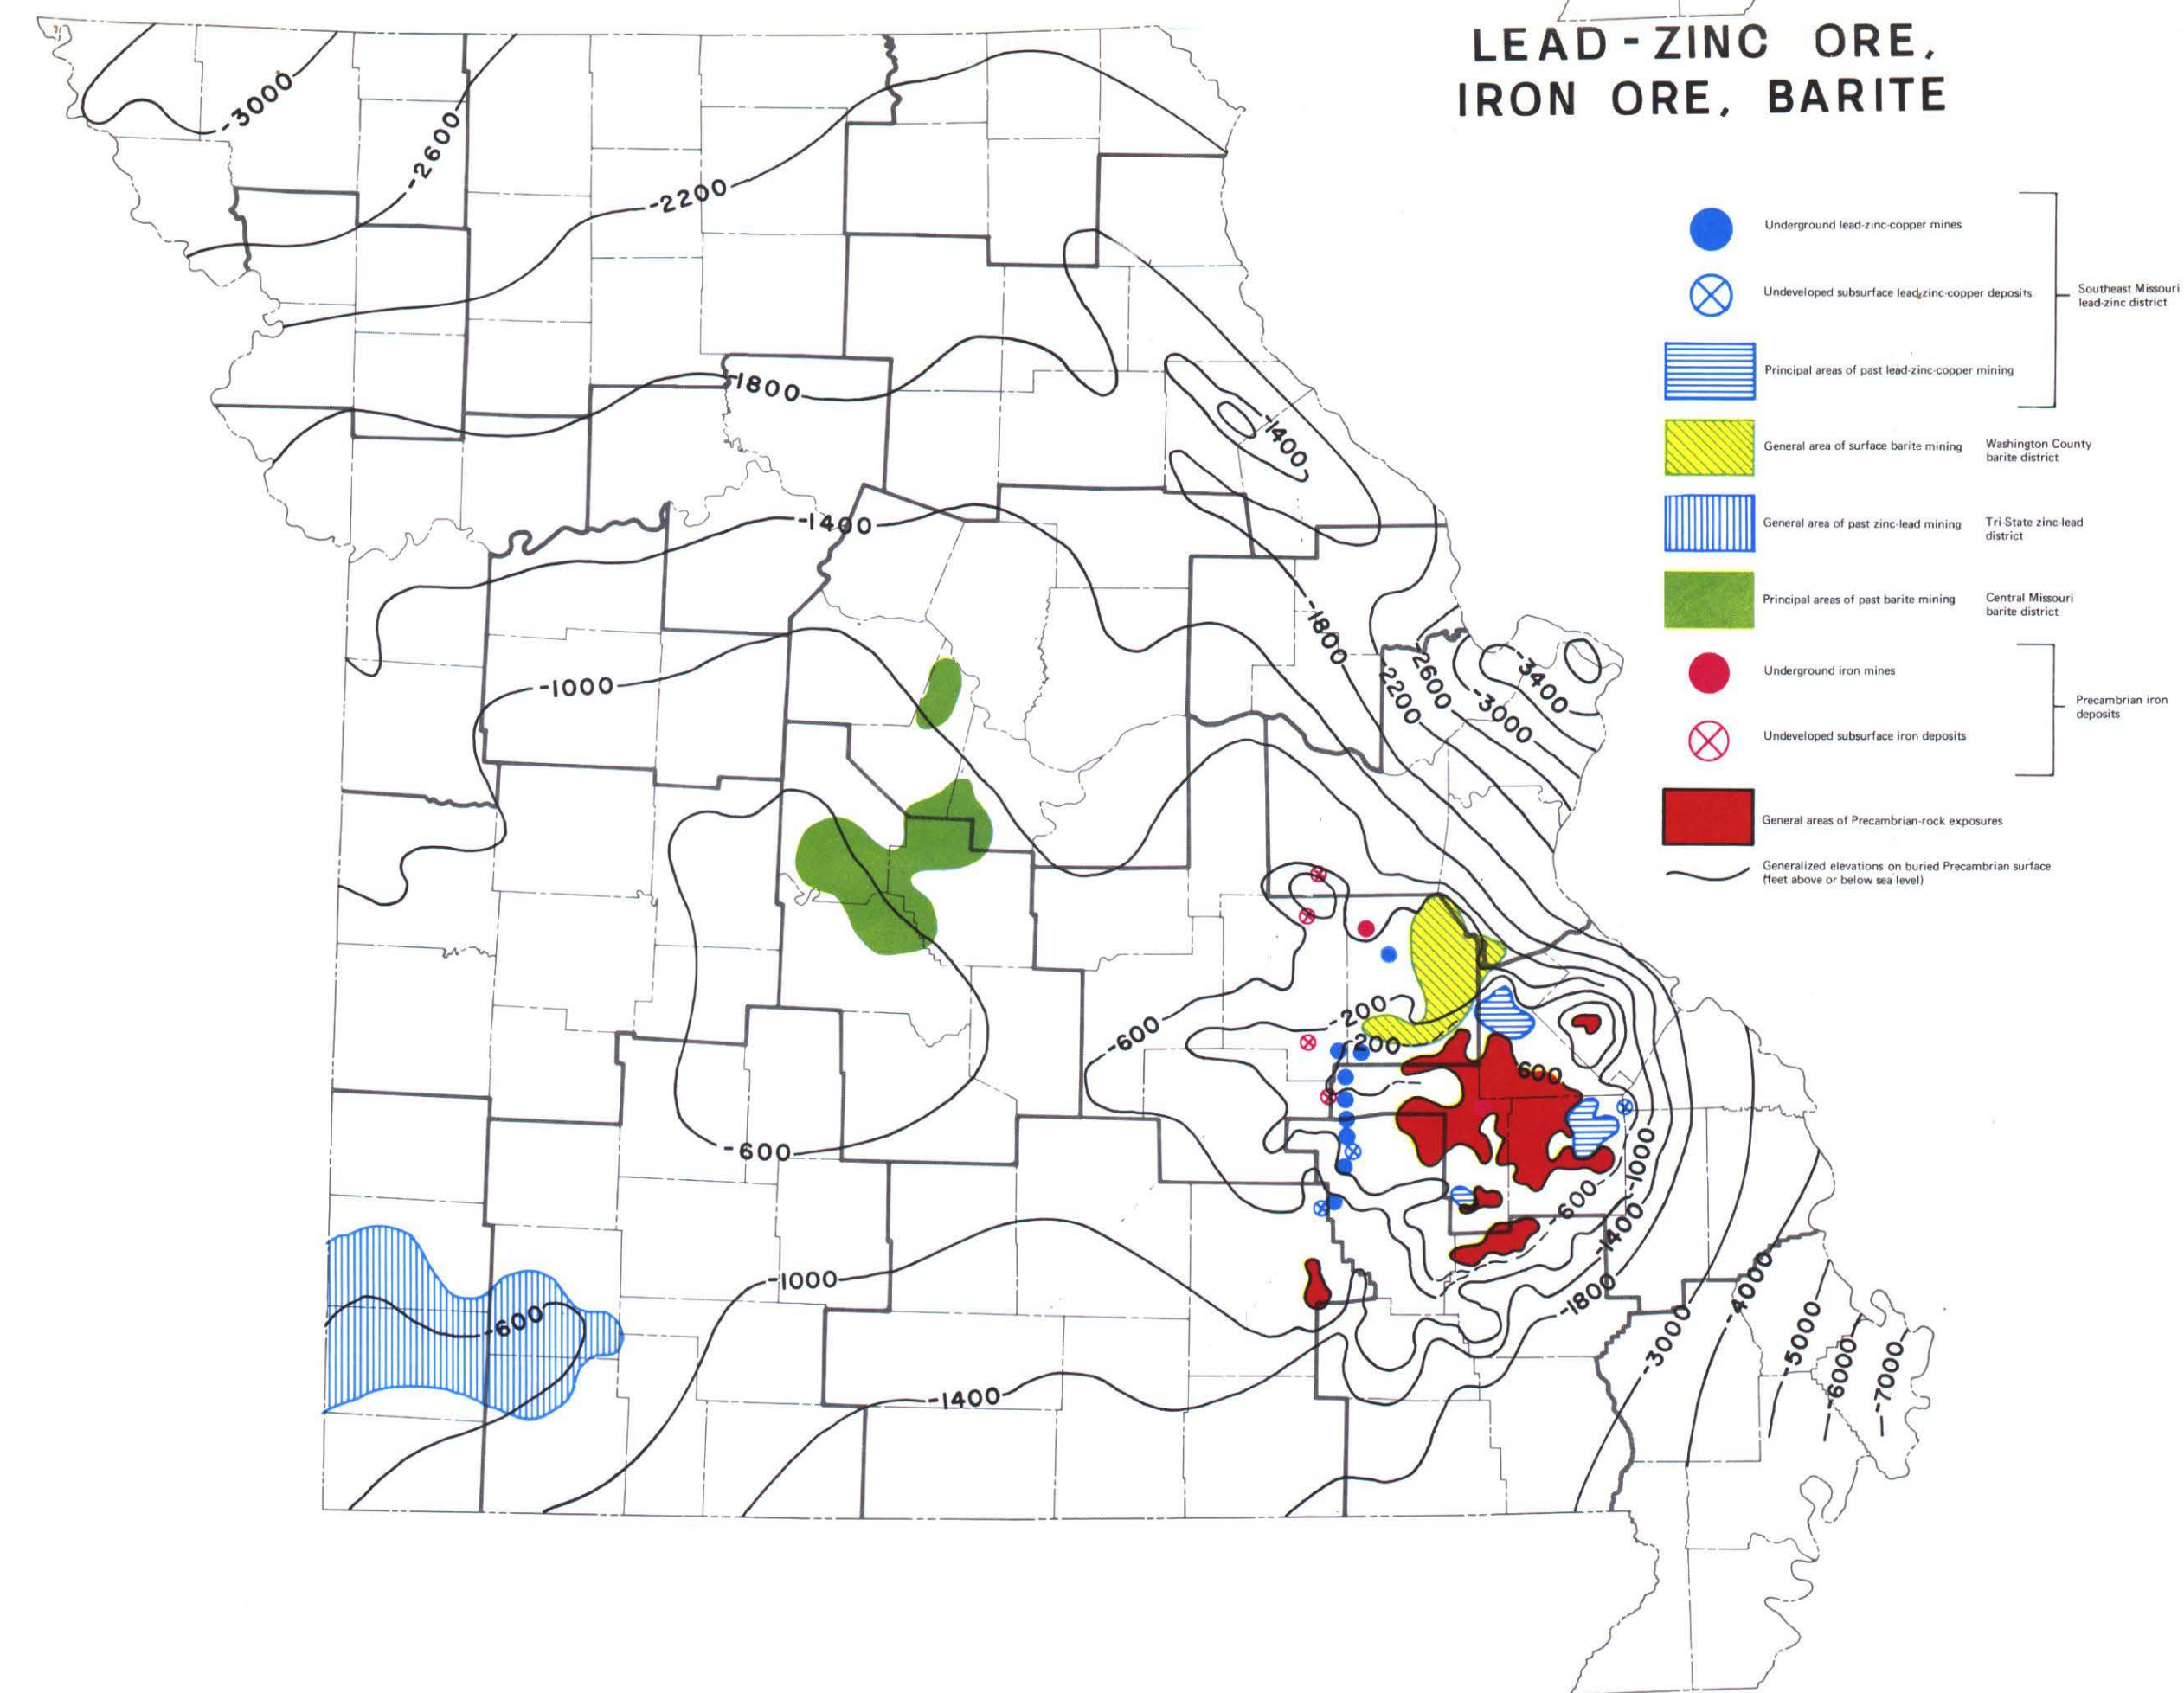 LEAD-ZINC ORE,
IRON ORE, BARITE
Underground lead-zinc-copper mines
Undeveloped subsurface lead-zinc-copper deposits
Southeast Missouri
lead-zinc district
Principal areas of past lead-zinc-copper mining
General area of surface barite mining
Washington County
barite district
General area of past zinc-lead mining
Tri-State zinc-lead
district
Principal areas of past barite mining
Central Missouri
barite district
Underground iron mines
Precambrian iron
deposits
Undeveloped subsurface iron deposits
General areas of Precambrian-rock exposures
Generalized elevations on buried Precambrian surface
(feet above or below sea level)
-3000
-2600
-2200
-1800
-1400
-1400
-1800
-1000
2200
2600
-3000
-3400
-600
-200
200
600
-600
-1000
-600
-1000
-1400
-1800
-600
-1400
-3000
-4000
-5000
-6000
-7000